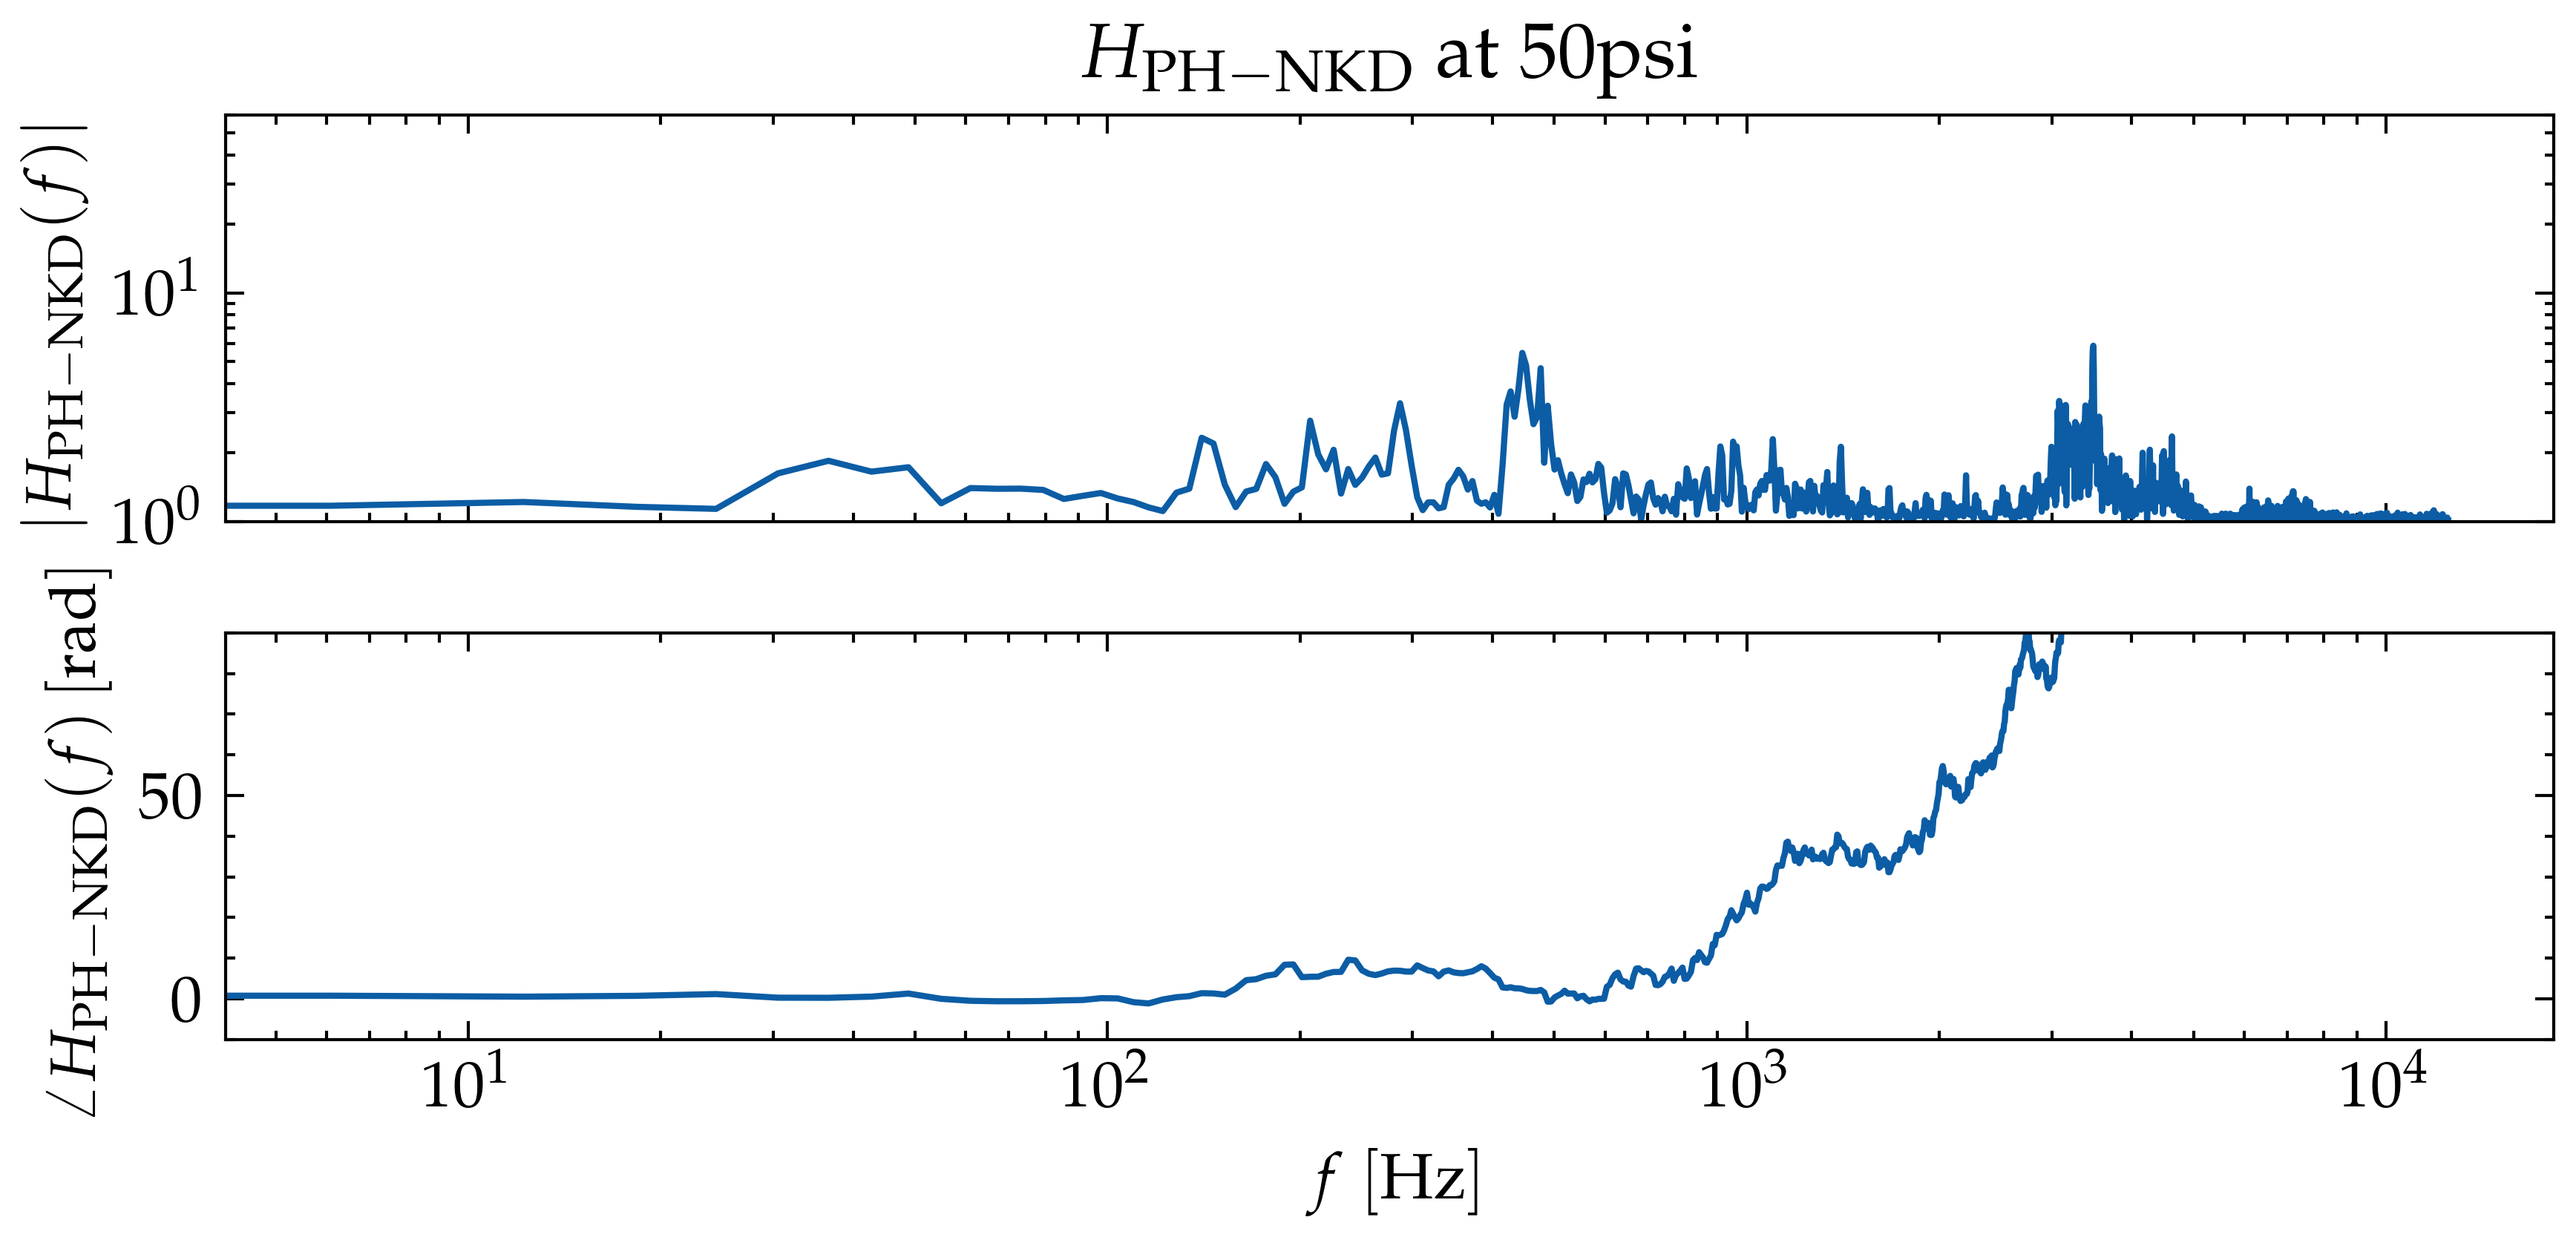 H_PH−NKD at 50psi
|H_PH−NKD(f)|
10^1
10^0
∠H_PH−NKD(f) [rad]
50
0
10^1 10^2 10^3 10^4
f [Hz]